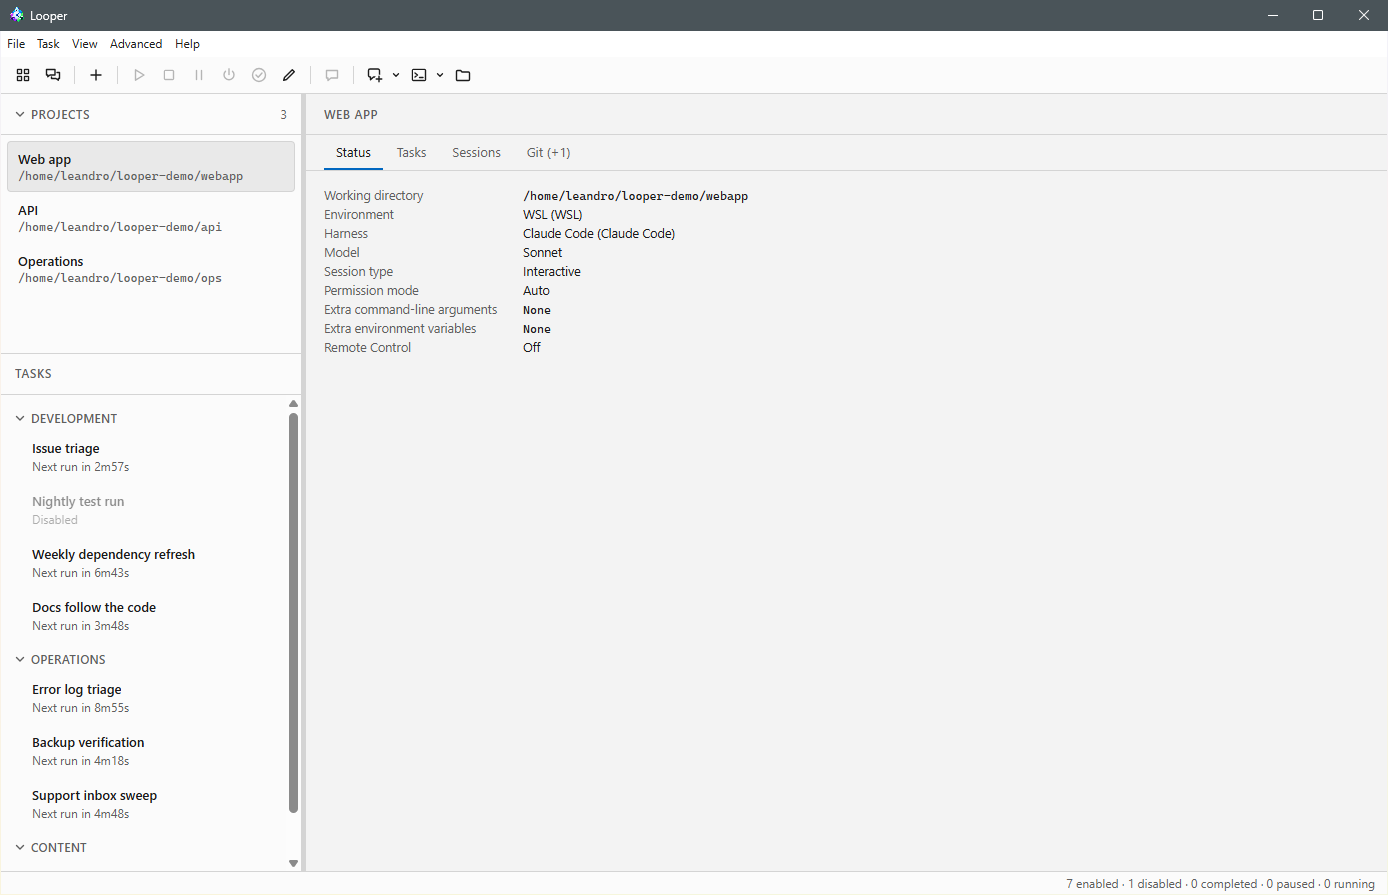 Looper
File Task View Advanced Help
PROJECTS 3
Web app
/home/leandro/looper-demo/webapp
API
/home/leandro/looper-demo/api
Operations
/home/leandro/looper-demo/ops
TASKS
DEVELOPMENT
Issue triage
Next run in 2m57s
Nightly test run
Disabled
Weekly dependency refresh
Next run in 6m43s
Docs follow the code
Next run in 3m48s
OPERATIONS
Error log triage
Next run in 8m55s
Backup verification
Next run in 4m18s
Support inbox sweep
Next run in 4m48s
CONTENT
WEB APP
Status Tasks Sessions Git (+1)
Working directory /home/leandro/looper-demo/webapp
Environment WSL (WSL)
Harness Claude Code (Claude Code)
Model Sonnet
Session type Interactive
Permission mode Auto
Extra command-line arguments None
Extra environment variables None
Remote Control Off
7 enabled · 1 disabled · 0 completed · 0 paused · 0 running